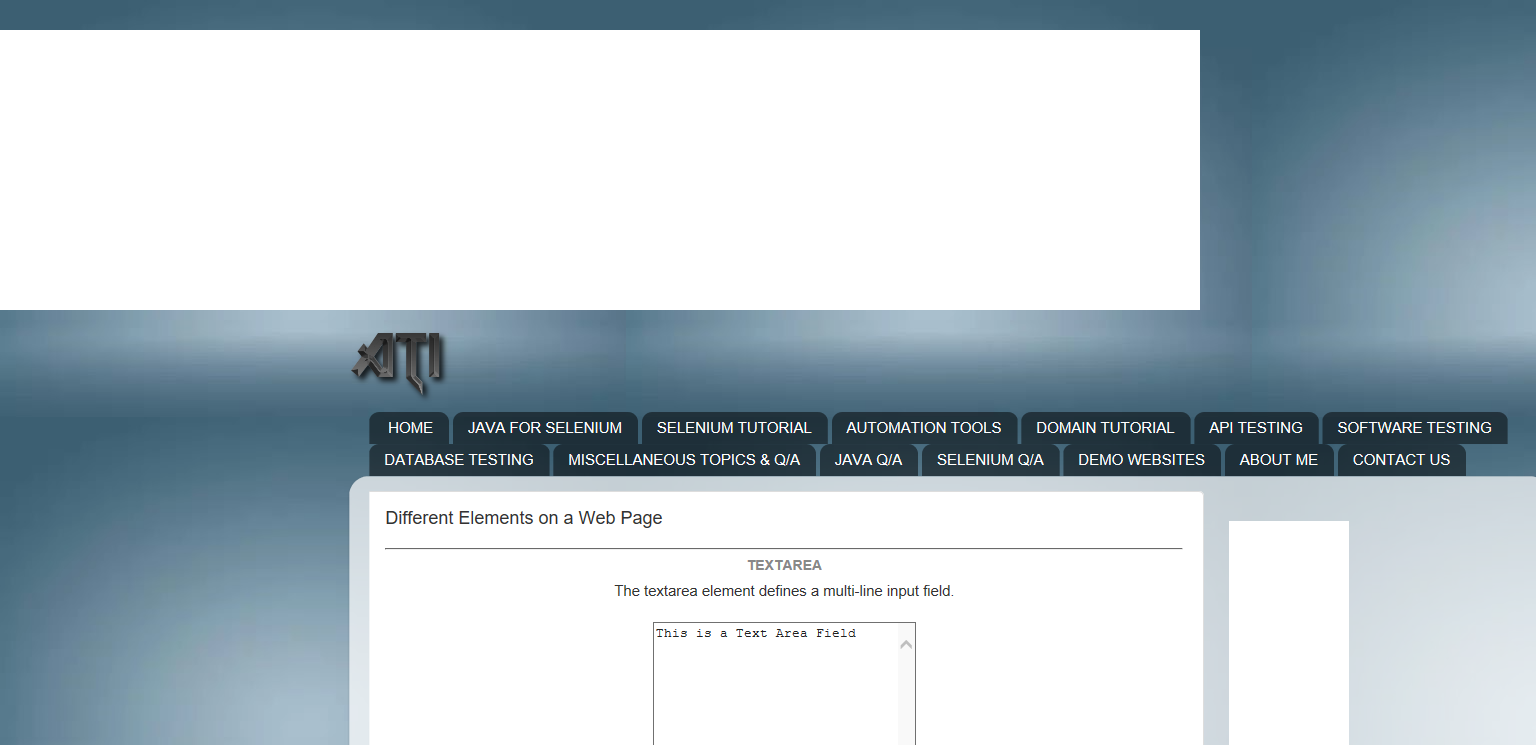 ATI
HOME JAVA FOR SELENIUM SELENIUM TUTORIAL AUTOMATION TOOLS DOMAIN TUTORIAL API TESTING SOFTWARE TESTING
DATABASE TESTING MISCELLANEOUS TOPICS & Q/A JAVA Q/A SELENIUM Q/A DEMO WEBSITES ABOUT ME CONTACT US
Different Elements on a Web Page
TEXTAREA
The textarea element defines a multi-line input field.
This is a Text Area Field